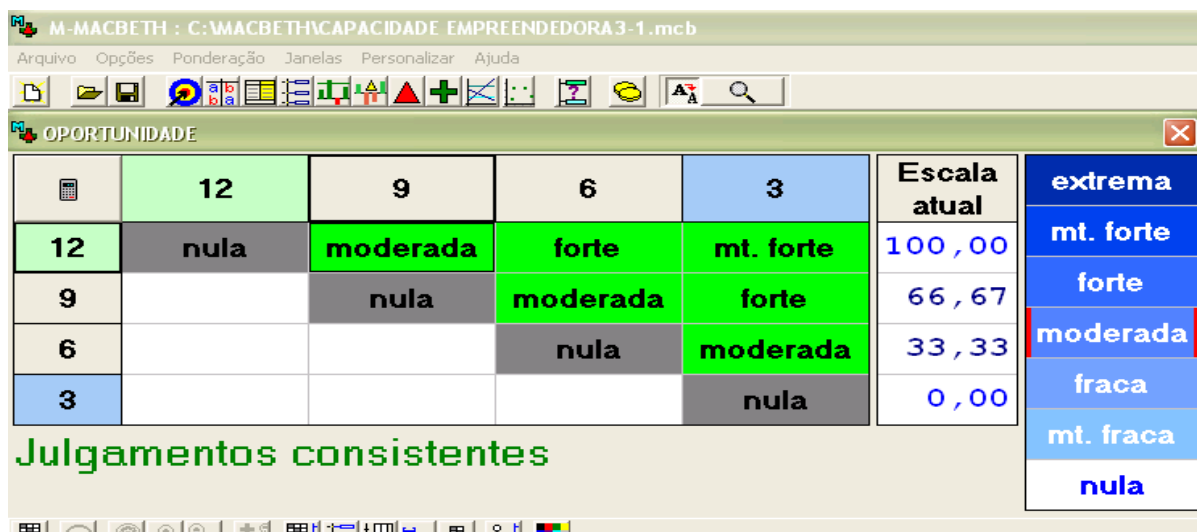 M-MACBETH : C:\MACBETH\CAPACIDADE EMPREENDEDORA3-1.mcb
Arquivo Opções Ponderação Janelas Personalizar Ajuda
OPORTUNIDADE
12 9 6 3 Escala atual
12 nula moderada forte mt. forte 100,00
9 nula moderada forte 66,67
6 nula moderada 33,33
3 nula 0,00
extrema
mt. forte
forte
moderada
fraca
mt. fraca
nula
Julgamentos consistentes